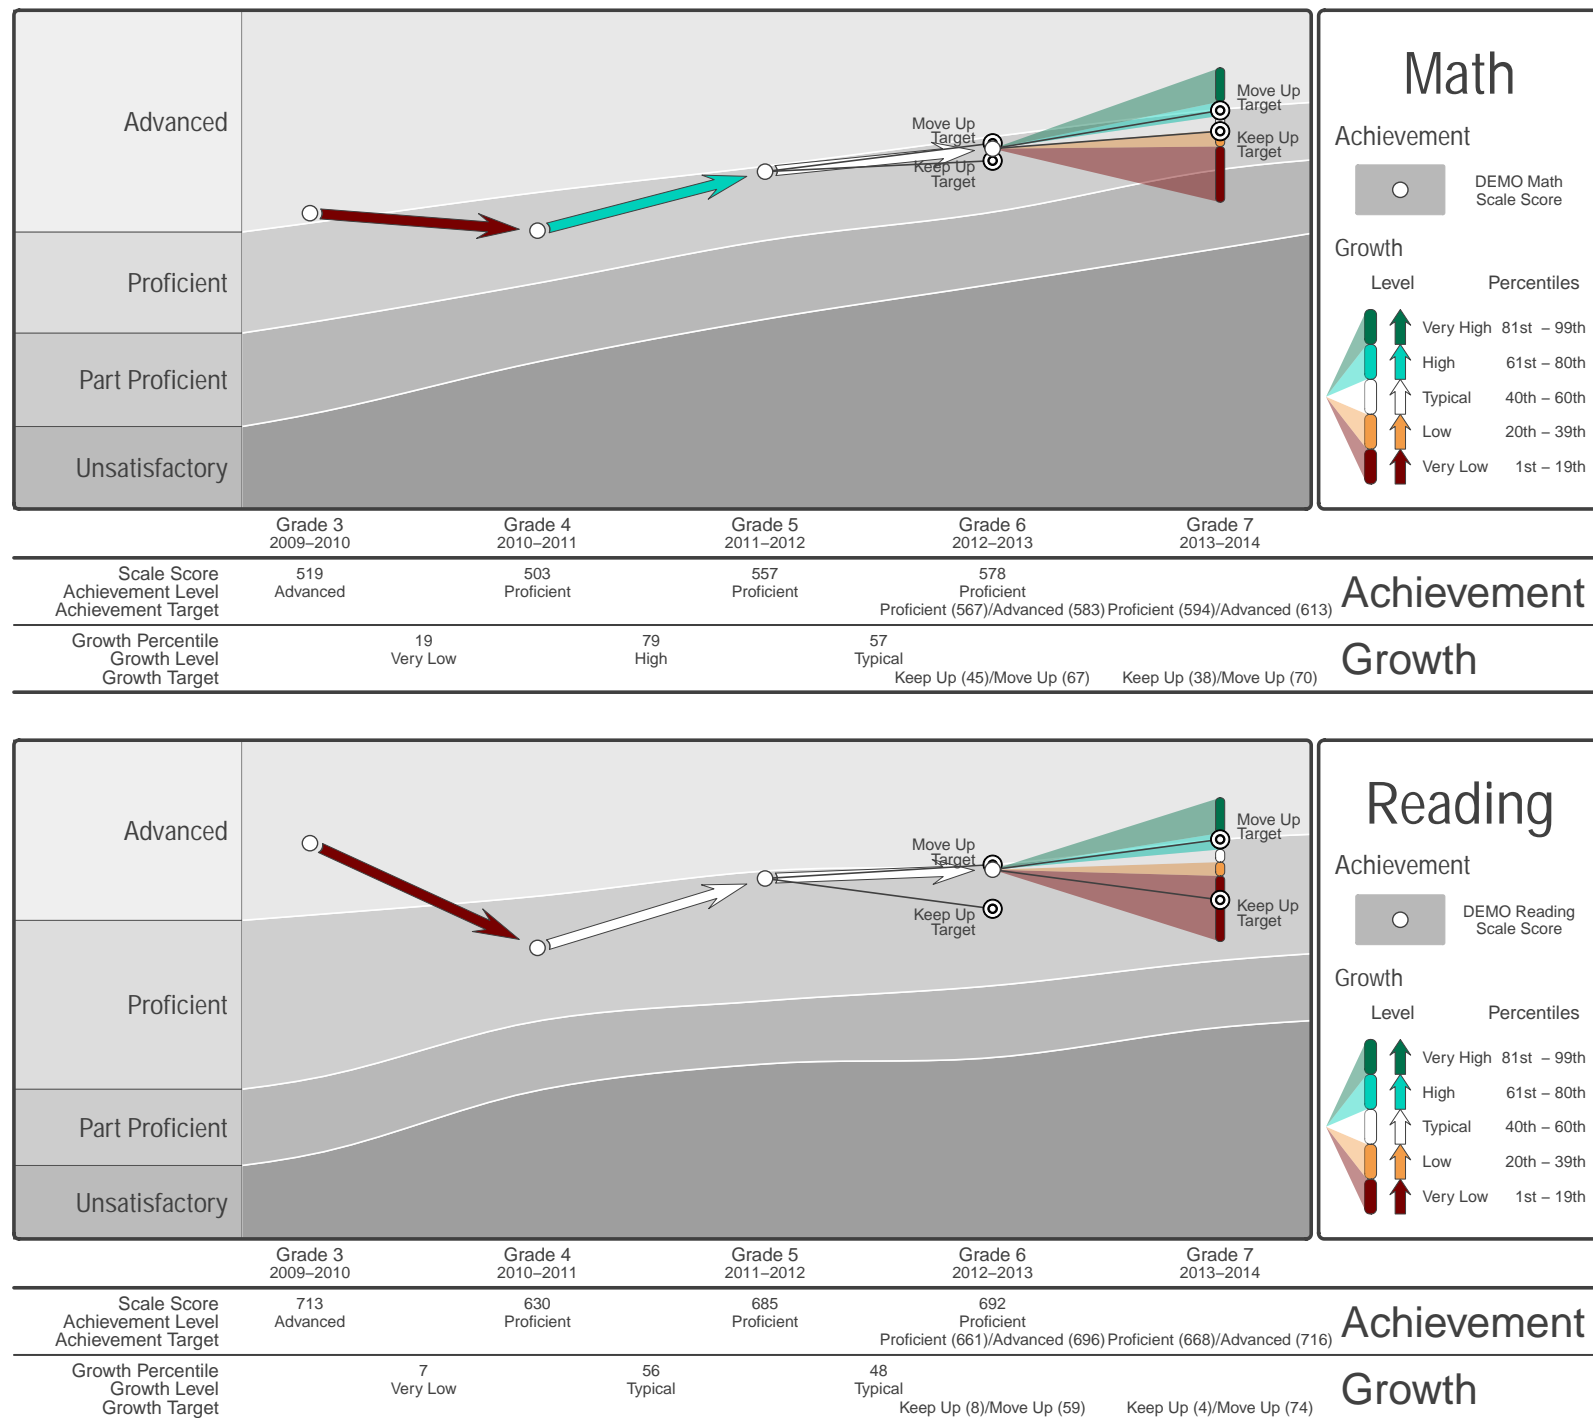 Math
Advanced
Proficient
Part Proficient
Unsatisfactory
Move Up
Target
Keep Up
Target
Move Up
Target
Keep Up
Target
Achievement
DEMO Math
Scale Score
Growth
Level Percentiles
Very High 81st – 99th
High 61st – 80th
Typical 40th – 60th
Low 20th – 39th
Very Low 1st – 19th
Grade 3 Grade 4 Grade 5 Grade 6 Grade 7
2009–2010 2010–2011 2011–2012 2012–2013 2013–2014
Scale Score 519 503 557 578
Achievement Level Advanced Proficient Proficient Proficient
Achievement Target Proficient (567)/Advanced (583) Proficient (594)/Advanced (613)
Achievement
Growth Percentile 19 79 57
Growth Level Very Low High Typical
Growth Target Keep Up (45)/Move Up (67) Keep Up (38)/Move Up (70)
Growth
Reading
Advanced
Proficient
Part Proficient
Unsatisfactory
Move Up
Target
Keep Up
Target
Move Up
Target
Keep Up
Target
Achievement
DEMO Reading
Scale Score
Growth
Level Percentiles
Very High 81st – 99th
High 61st – 80th
Typical 40th – 60th
Low 20th – 39th
Very Low 1st – 19th
Grade 3 Grade 4 Grade 5 Grade 6 Grade 7
2009–2010 2010–2011 2011–2012 2012–2013 2013–2014
Scale Score 713 630 685 692
Achievement Level Advanced Proficient Proficient Proficient
Achievement Target Proficient (661)/Advanced (696) Proficient (668)/Advanced (716)
Achievement
Growth Percentile 7 56 48
Growth Level Very Low Typical Typical
Growth Target Keep Up (8)/Move Up (59) Keep Up (4)/Move Up (74)
Growth